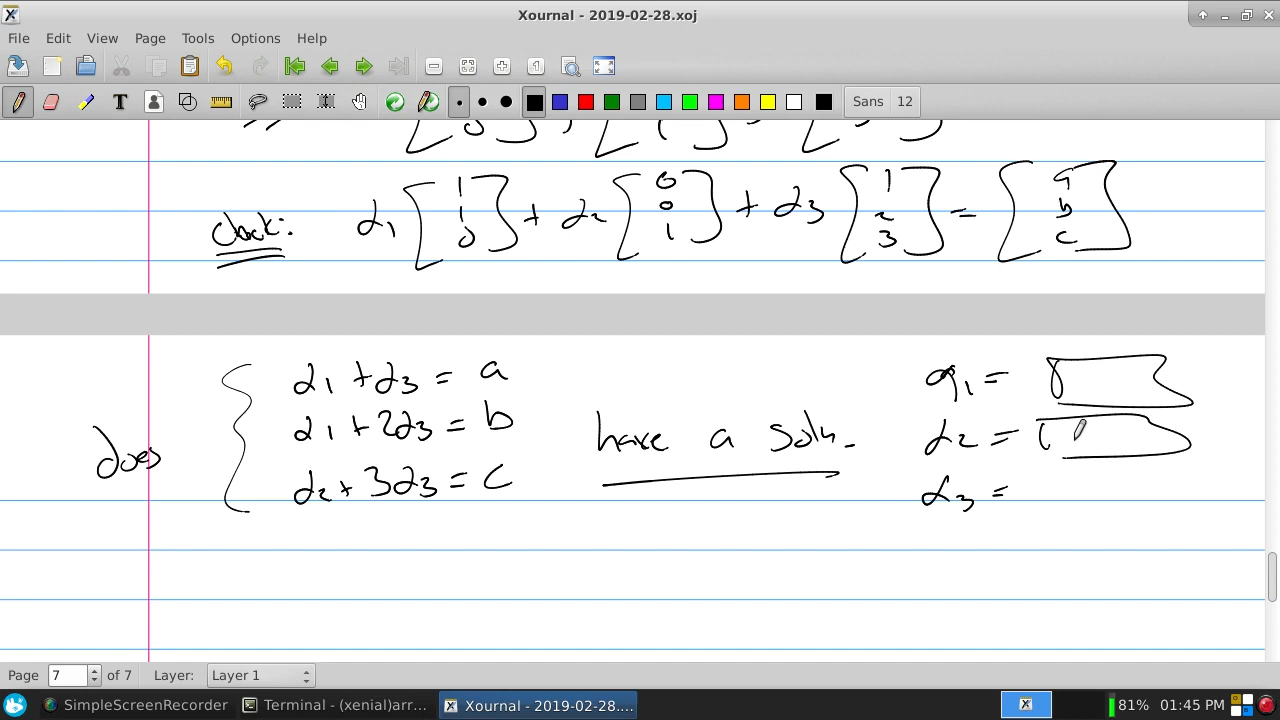 Xournal - 2019-02-28.xoj
File Edit View Page Tools Options Help
Sans 12
check: α1 [1 1 0] + α2 [0 0 1] + α3 [1 2 3] = [a b c]
does
α1 + α3 = a
α1 + 2α3 = b
α2 + 3α3 = c
have a soln.
α1 =
α2 =
α3 =
Page 7 of 7 Layer: Layer 1
SimpleScreenRecorder Terminal - (xenial)arr... Xournal - 2019-02-28.... 81% 01:45 PM